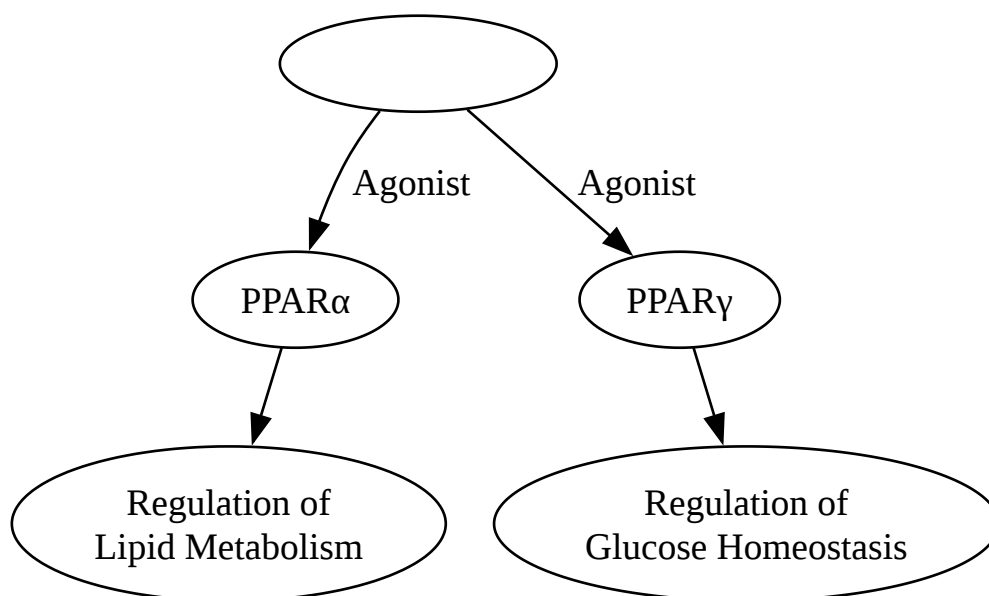 Agonist
Agonist
PPARα
PPARγ
Regulation of
Lipid Metabolism
Regulation of
Glucose Homeostasis